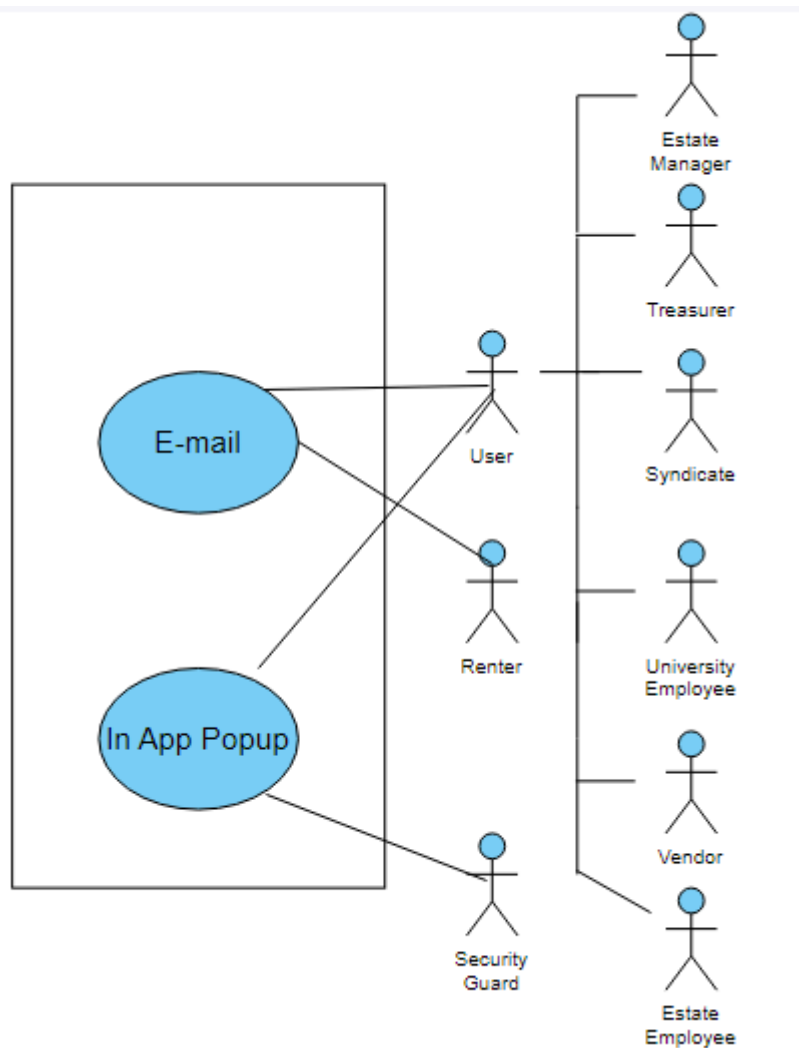 Estate
Manager
Treasurer
E-mail
User
Syndicate
Renter
University
Employee
In App Popup
Vendor
Security
Guard
Estate
Employee